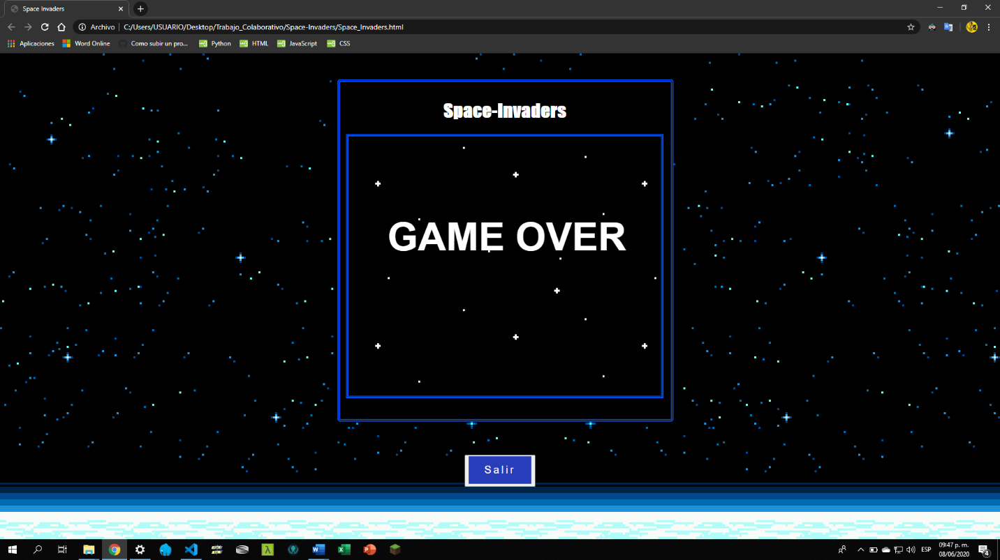 Space Invaders
Archivo C:/Users/USUARIO/Desktop/Trabajo_Colaborativo/Space-Invaders/Space_Invaders.html
Aplicaciones Word Online Como subir un pro... Python HTML JavaScript CSS
Space-Invaders
GAME OVER
Salir
09:47 p. m.
ESP
08/06/2020
4